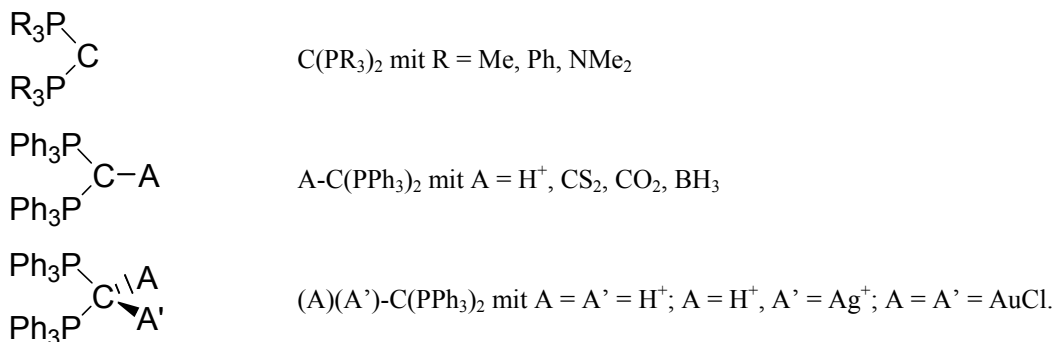 R3P
C
R3P
C(PR3)2 mit R = Me, Ph, NMe2
Ph3P
C–A
Ph3P
A-C(PPh3)2 mit A = H+, CS2, CO2, BH3
Ph3P
A
C
A'
Ph3P
(A)(A’)-C(PPh3)2 mit A = A’ = H+; A = H+, A’ = Ag+; A = A’ = AuCl.